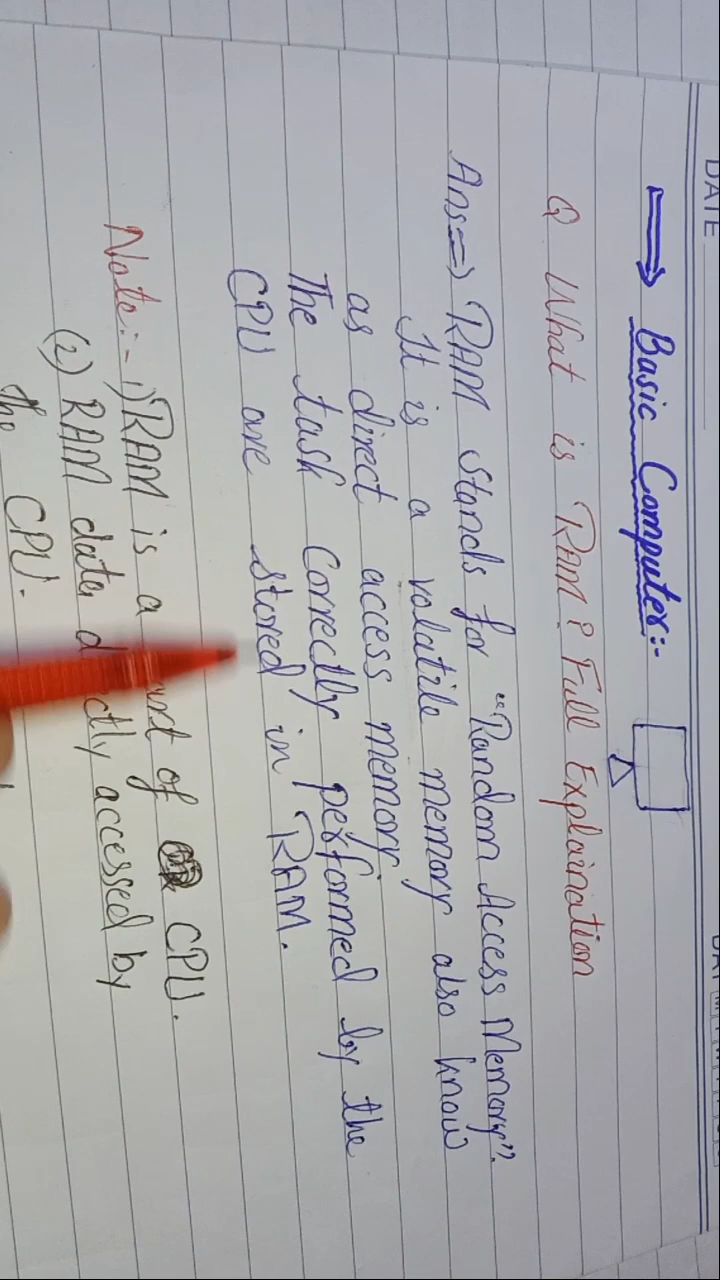 DATE
→ Basic Computer:-
Q What is RAM? Full Explaination
Ans⇒ RAM stands for "Random Access Memory".
It is a volatile memory also know
as direct access memory
The task Correctly performed by the
CPU are stored in RAM.
Note:- 1) RAM is a of CPU.
(2) RAM data accessed by
the CPU.